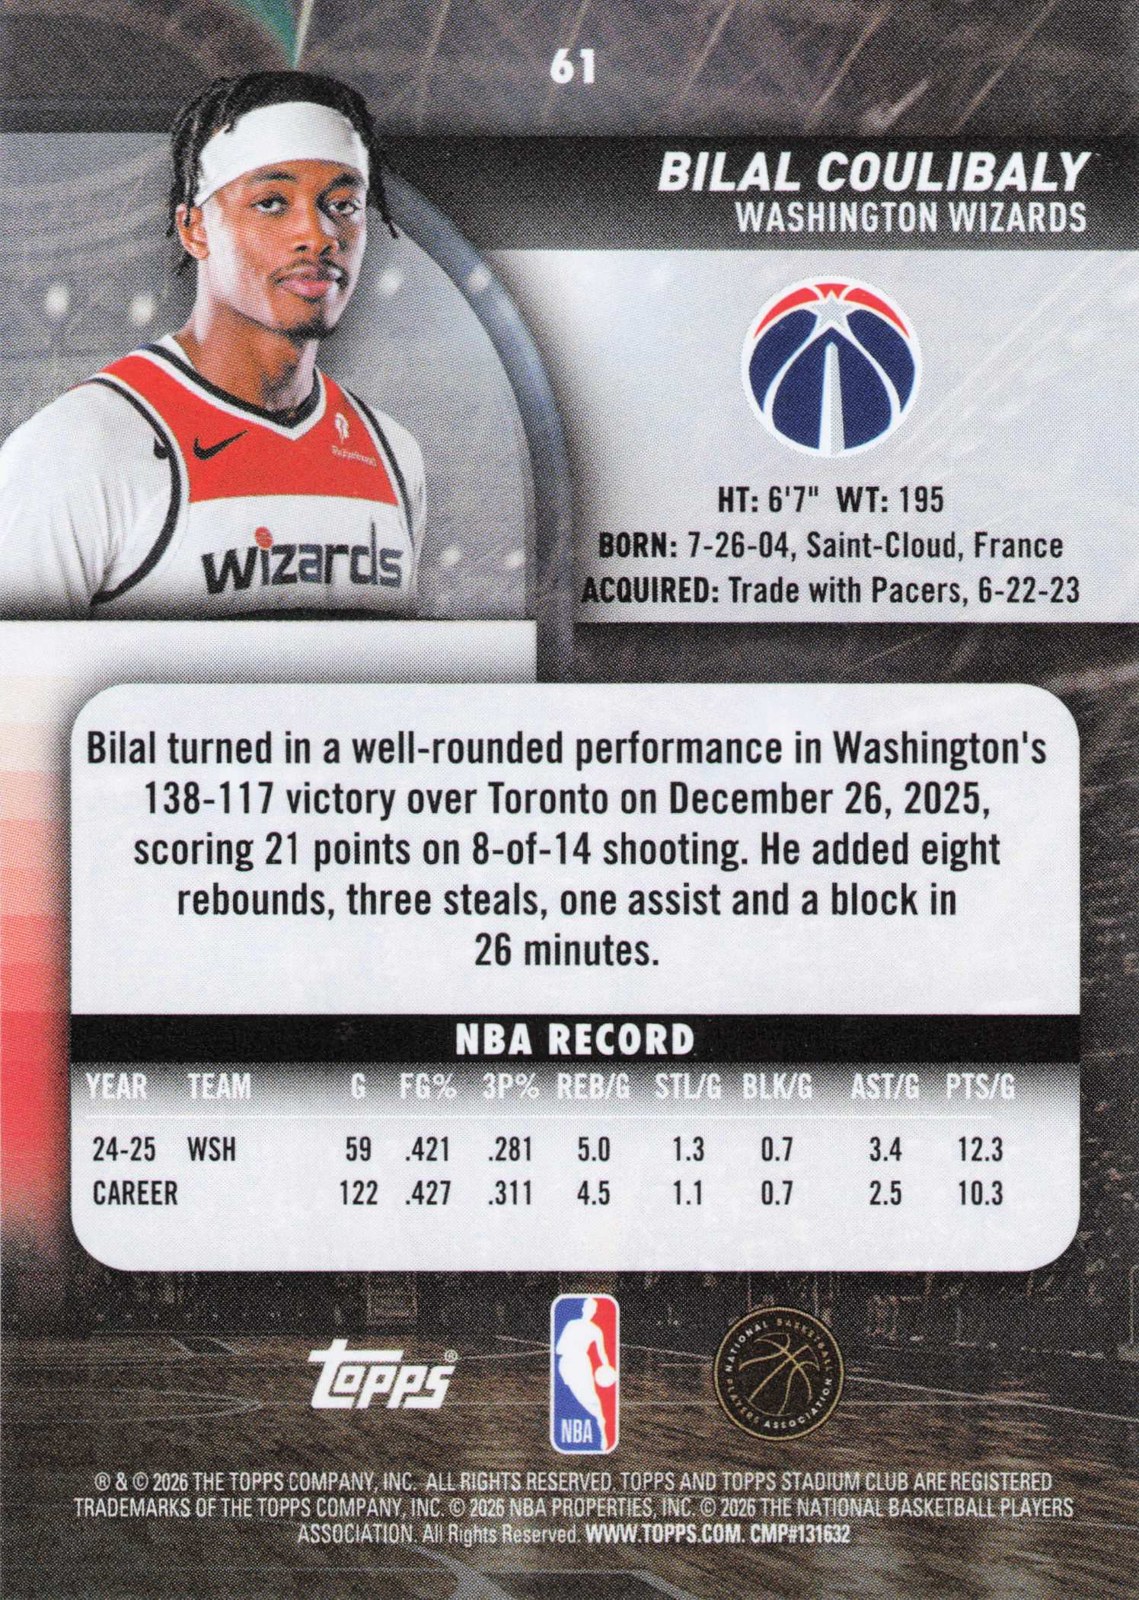 61
BILAL COULIBALY
WASHINGTON WIZARDS
HT: 6'7" WT: 195
BORN: 7-26-04, Saint-Cloud, France
ACQUIRED: Trade with Pacers, 6-22-23
wizards
Bilal turned in a well-rounded performance in Washington's
138-117 victory over Toronto on December 26, 2025,
scoring 21 points on 8-of-14 shooting. He added eight
rebounds, three steals, one assist and a block in
26 minutes.
NBA RECORD
YEAR TEAM G FG% 3P% REB/G STL/G BLK/G AST/G PTS/G
24-25 WSH 59 .421 .281 5.0 1.3 0.7 3.4 12.3
CAREER 122 .427 .311 4.5 1.1 0.7 2.5 10.3
topps®
NBA
NATIONAL BASKETBALL PLAYERS ASSOCIATION
® & © 2026 THE TOPPS COMPANY, INC. ALL RIGHTS RESERVED. TOPPS AND TOPPS STADIUM CLUB ARE REGISTERED
TRADEMARKS OF THE TOPPS COMPANY, INC. © 2026 NBA PROPERTIES, INC. © 2026 THE NATIONAL BASKETBALL PLAYERS
ASSOCIATION. All Rights Reserved. WWW.TOPPS.COM. CMP#131632